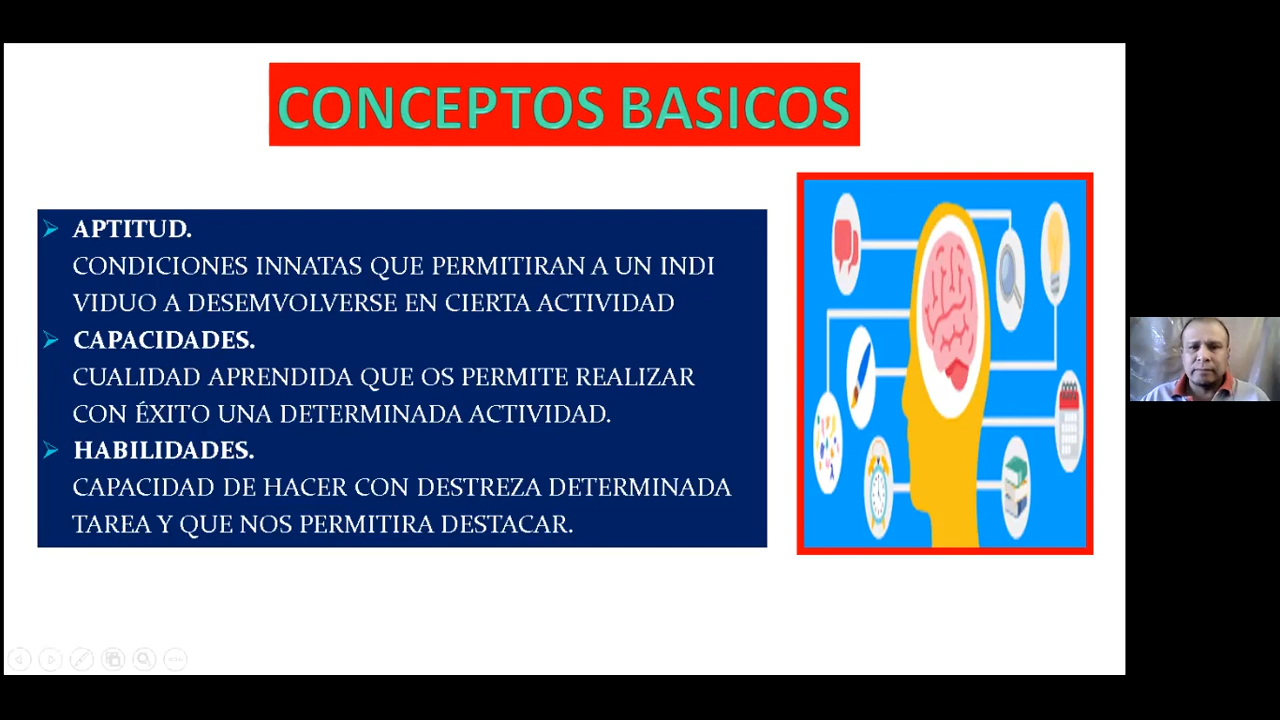 CONCEPTOS BASICOS
APTITUD.
CONDICIONES INNATAS QUE PERMITIRAN A UN INDI
VIDUO A DESEMVOLVERSE EN CIERTA ACTIVIDAD
CAPACIDADES.
CUALIDAD APRENDIDA QUE OS PERMITE REALIZAR
CON ÉXITO UNA DETERMINADA ACTIVIDAD.
HABILIDADES.
CAPACIDAD DE HACER CON DESTREZA DETERMINADA
TAREA Y QUE NOS PERMITIRA DESTACAR.